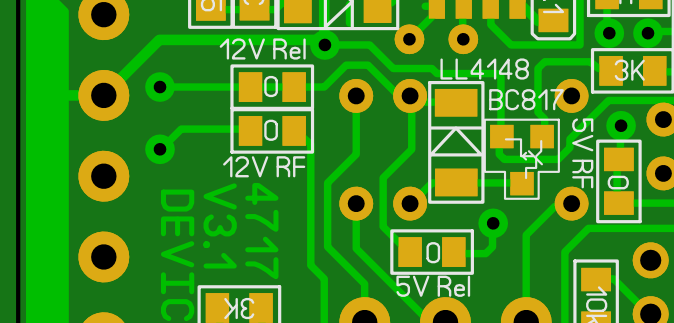 12V Rel
LL4148
3K
BC817
0
0
12V RF
5V RF
0
4717
V3.1
DEVIC
0
5V Rel
3K
10k